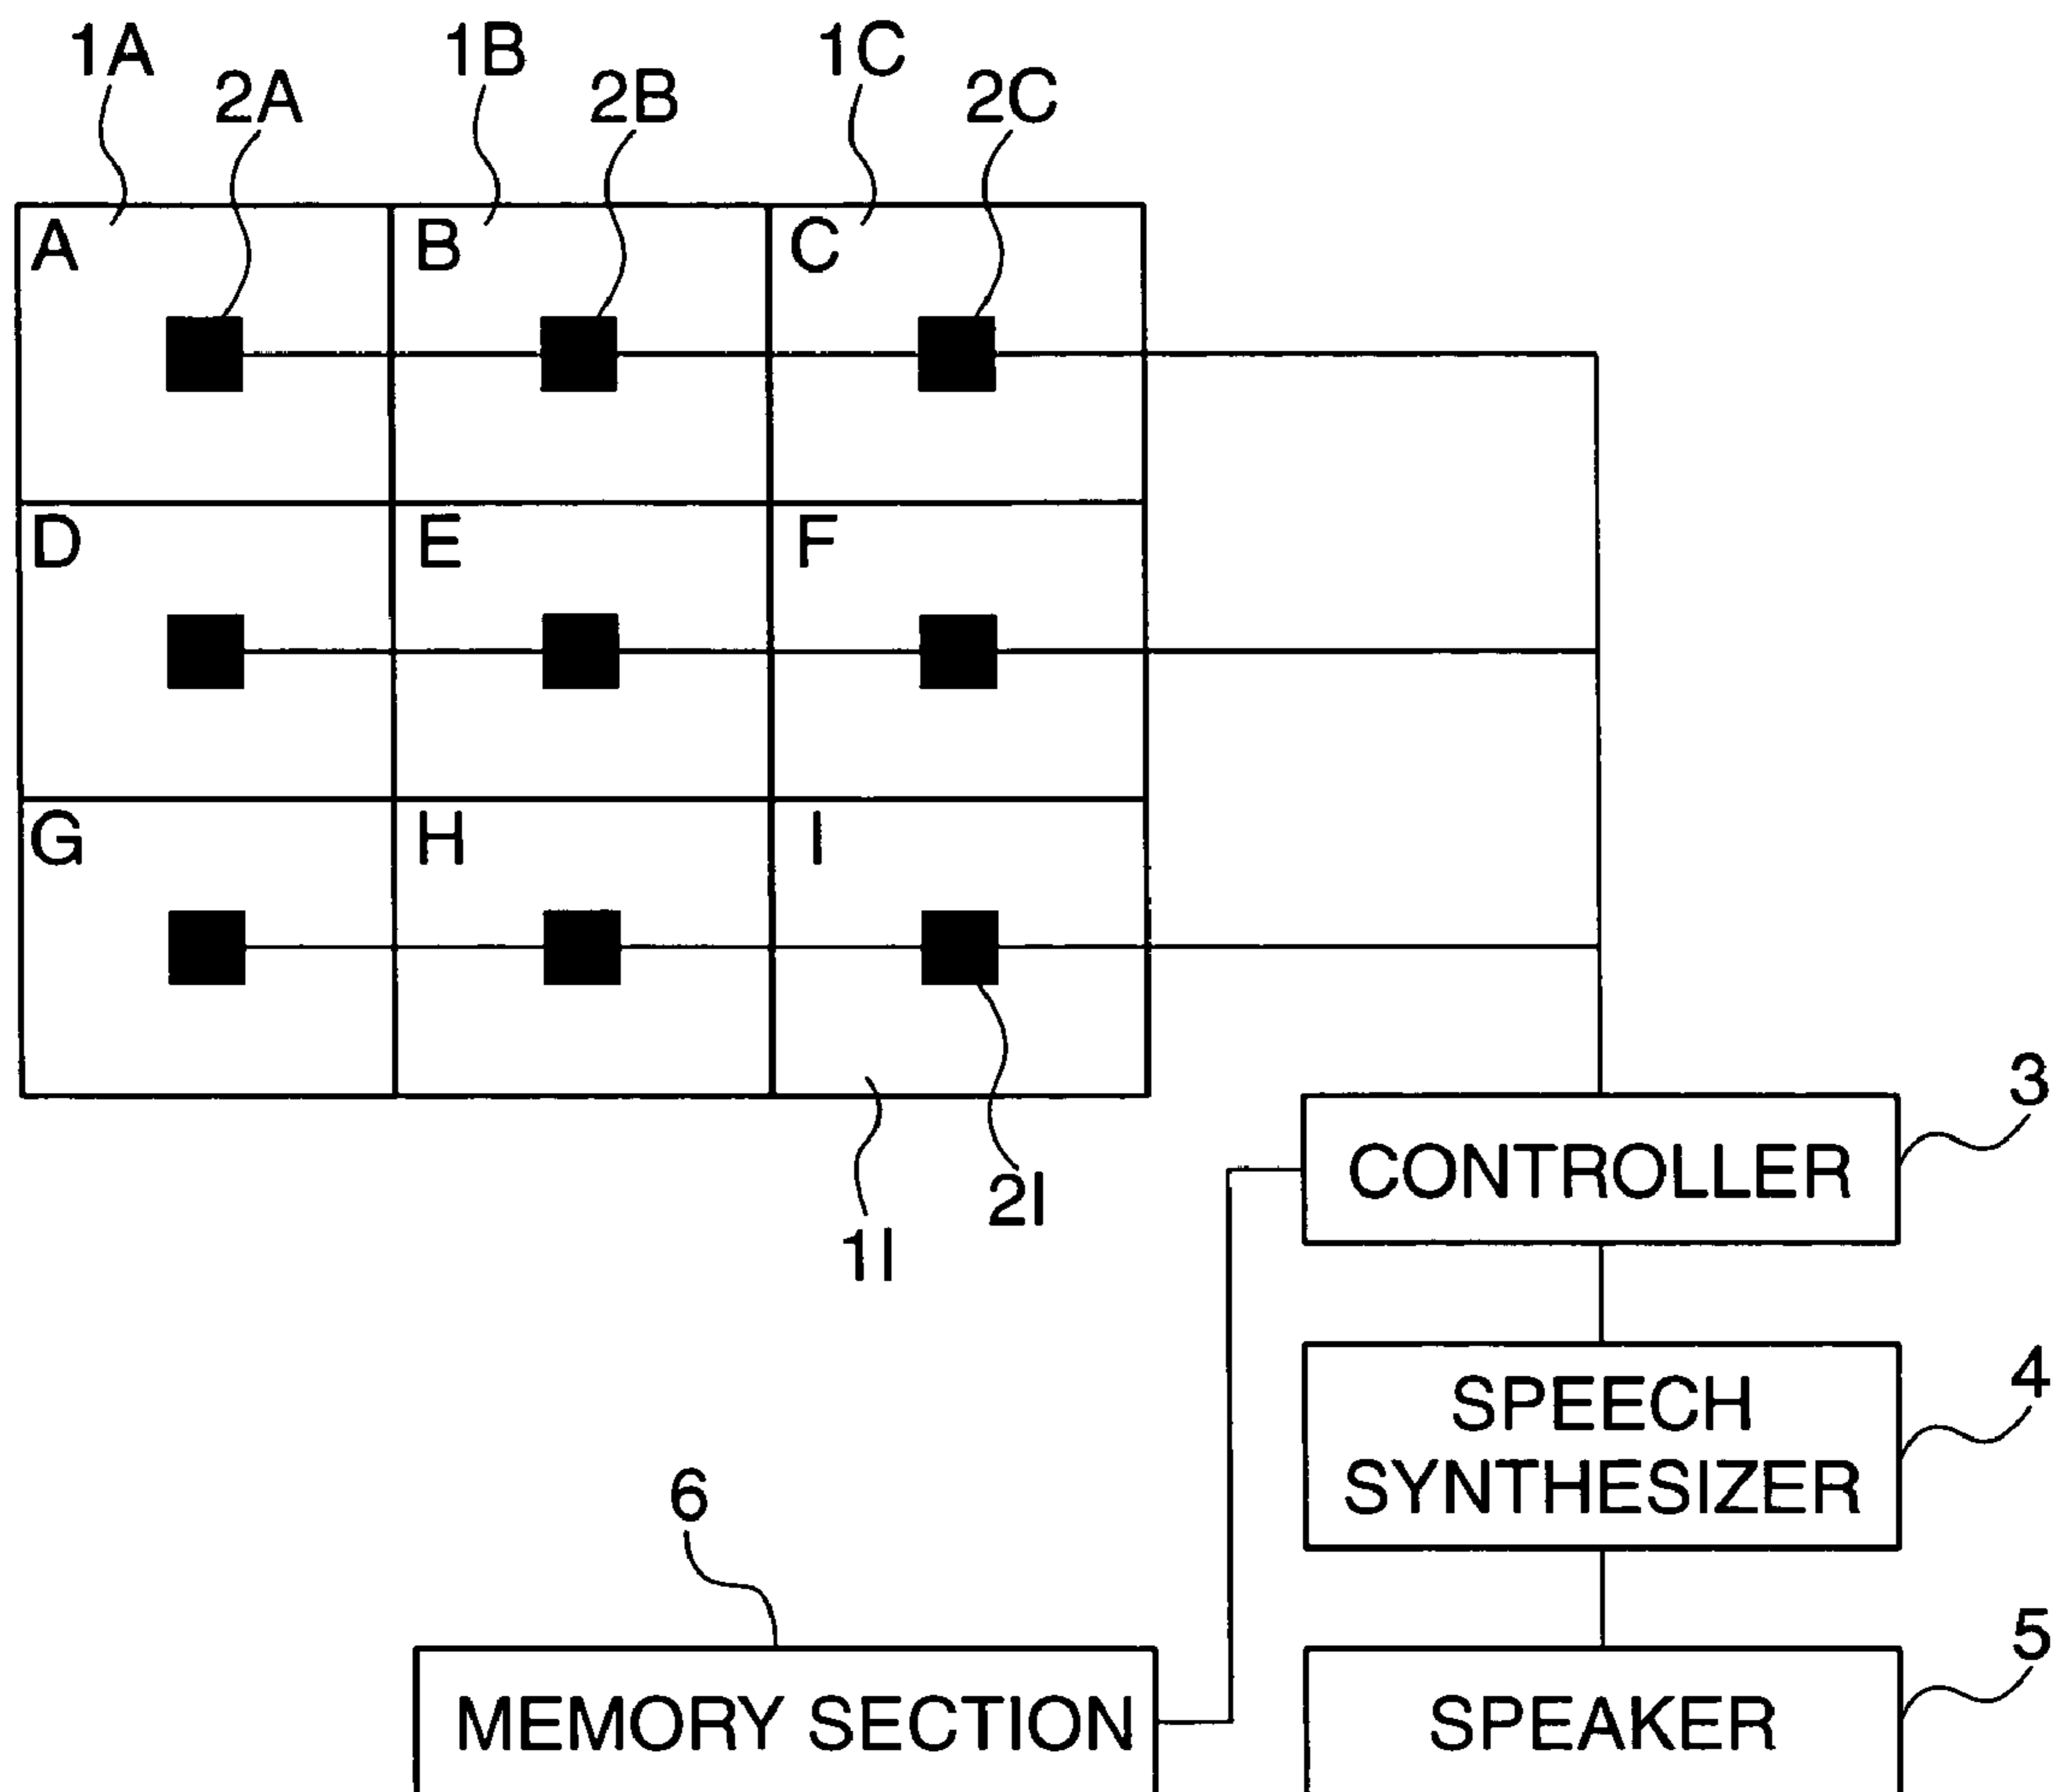 1A 1B 1C
2A 2B 2C
A B C
D E F
G H I
3
CONTROLLER
2I
1I
4
SPEECH
SYNTHESIZER
6
5
MEMORY SECTION SPEAKER